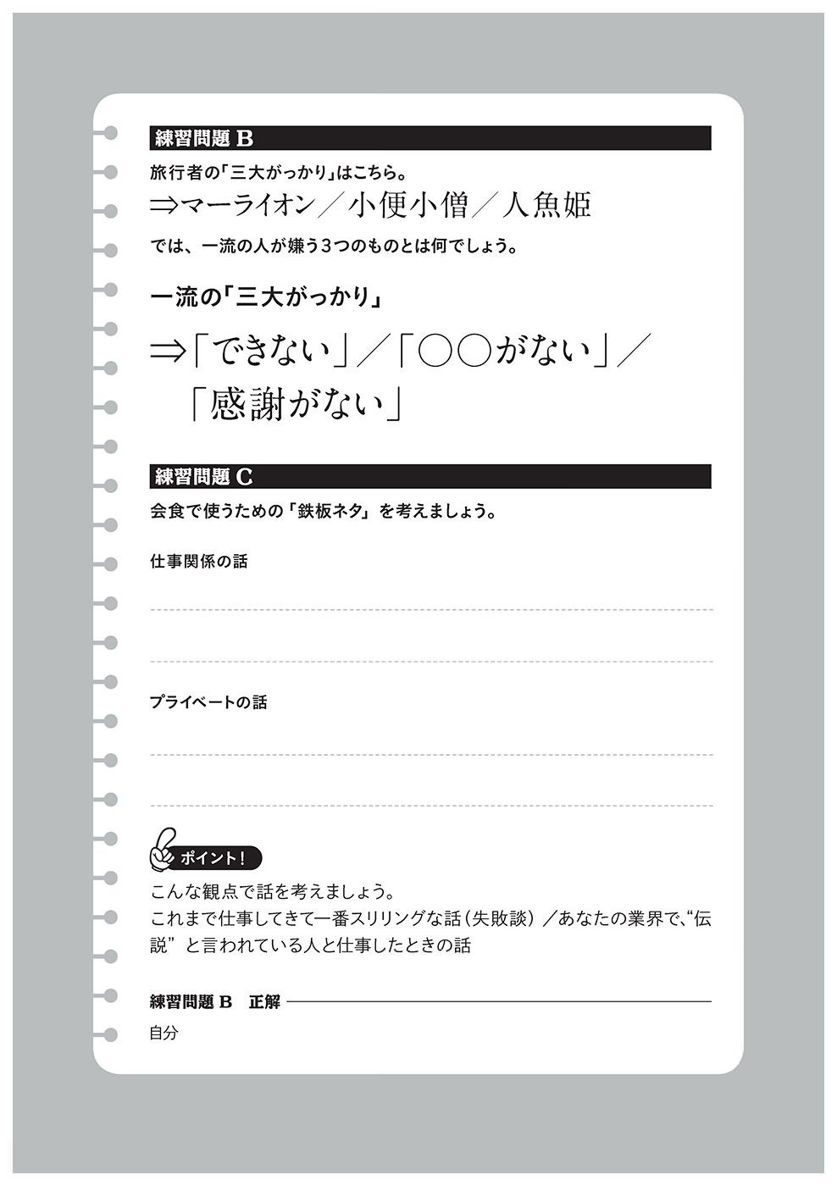 練習問題 B
旅行者の「三大がっかり」はこちら。
⇒マーライオン／小便小僧／人魚姫
では、一流の人が嫌う3つのものとは何でしょう。
一流の「三大がっかり」
⇒「できない」／「○○がない」／
「感謝がない」
練習問題 C
会食で使うための「鉄板ネタ」を考えましょう。
仕事関係の話
プライベートの話
ポイント！
こんな観点で話を考えましょう。
これまで仕事してきて一番スリリングな話（失敗談）／あなたの業界で、“伝
説”と言われている人と仕事したときの話
練習問題 B　正解
自分